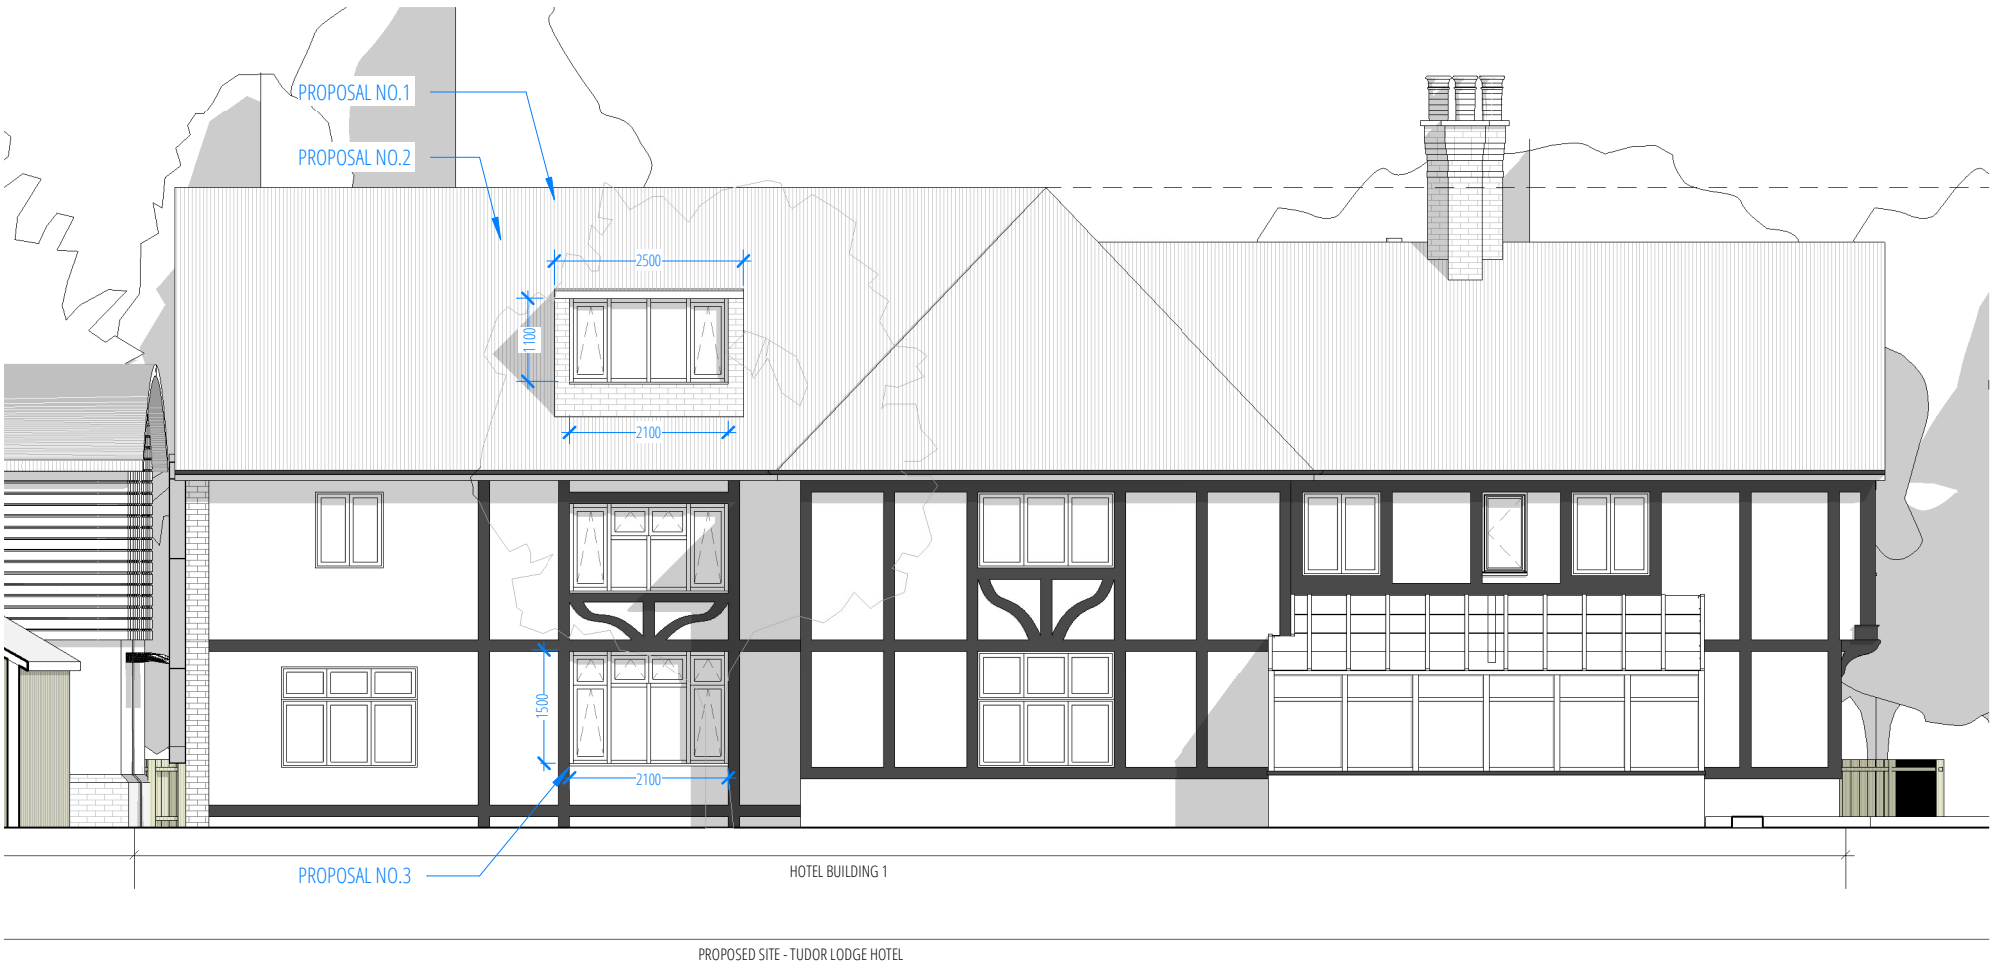 PROPOSAL NO.1
PROPOSAL NO.2
2500
1100
2100
1500
2100
PROPOSAL NO.3
HOTEL BUILDING 1
PROPOSED SITE - TUDOR LODGE HOTEL